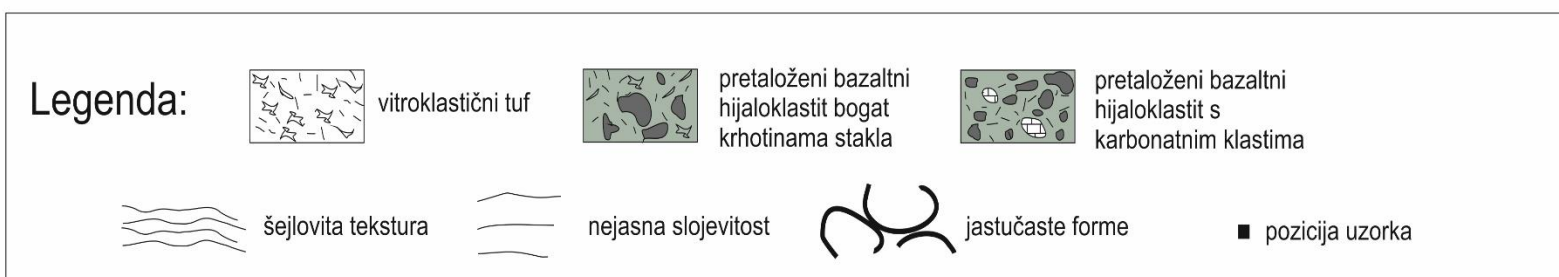 Legenda:
vitroklastični tuf
pretaloženi bazaltni
hijaloklastit bogat
krhotinama stakla
pretaloženi bazaltni
hijaloklastit s
karbonatnim klastima
šejlovita tekstura
nejasna slojevitost
jastučaste forme
pozicija uzorka